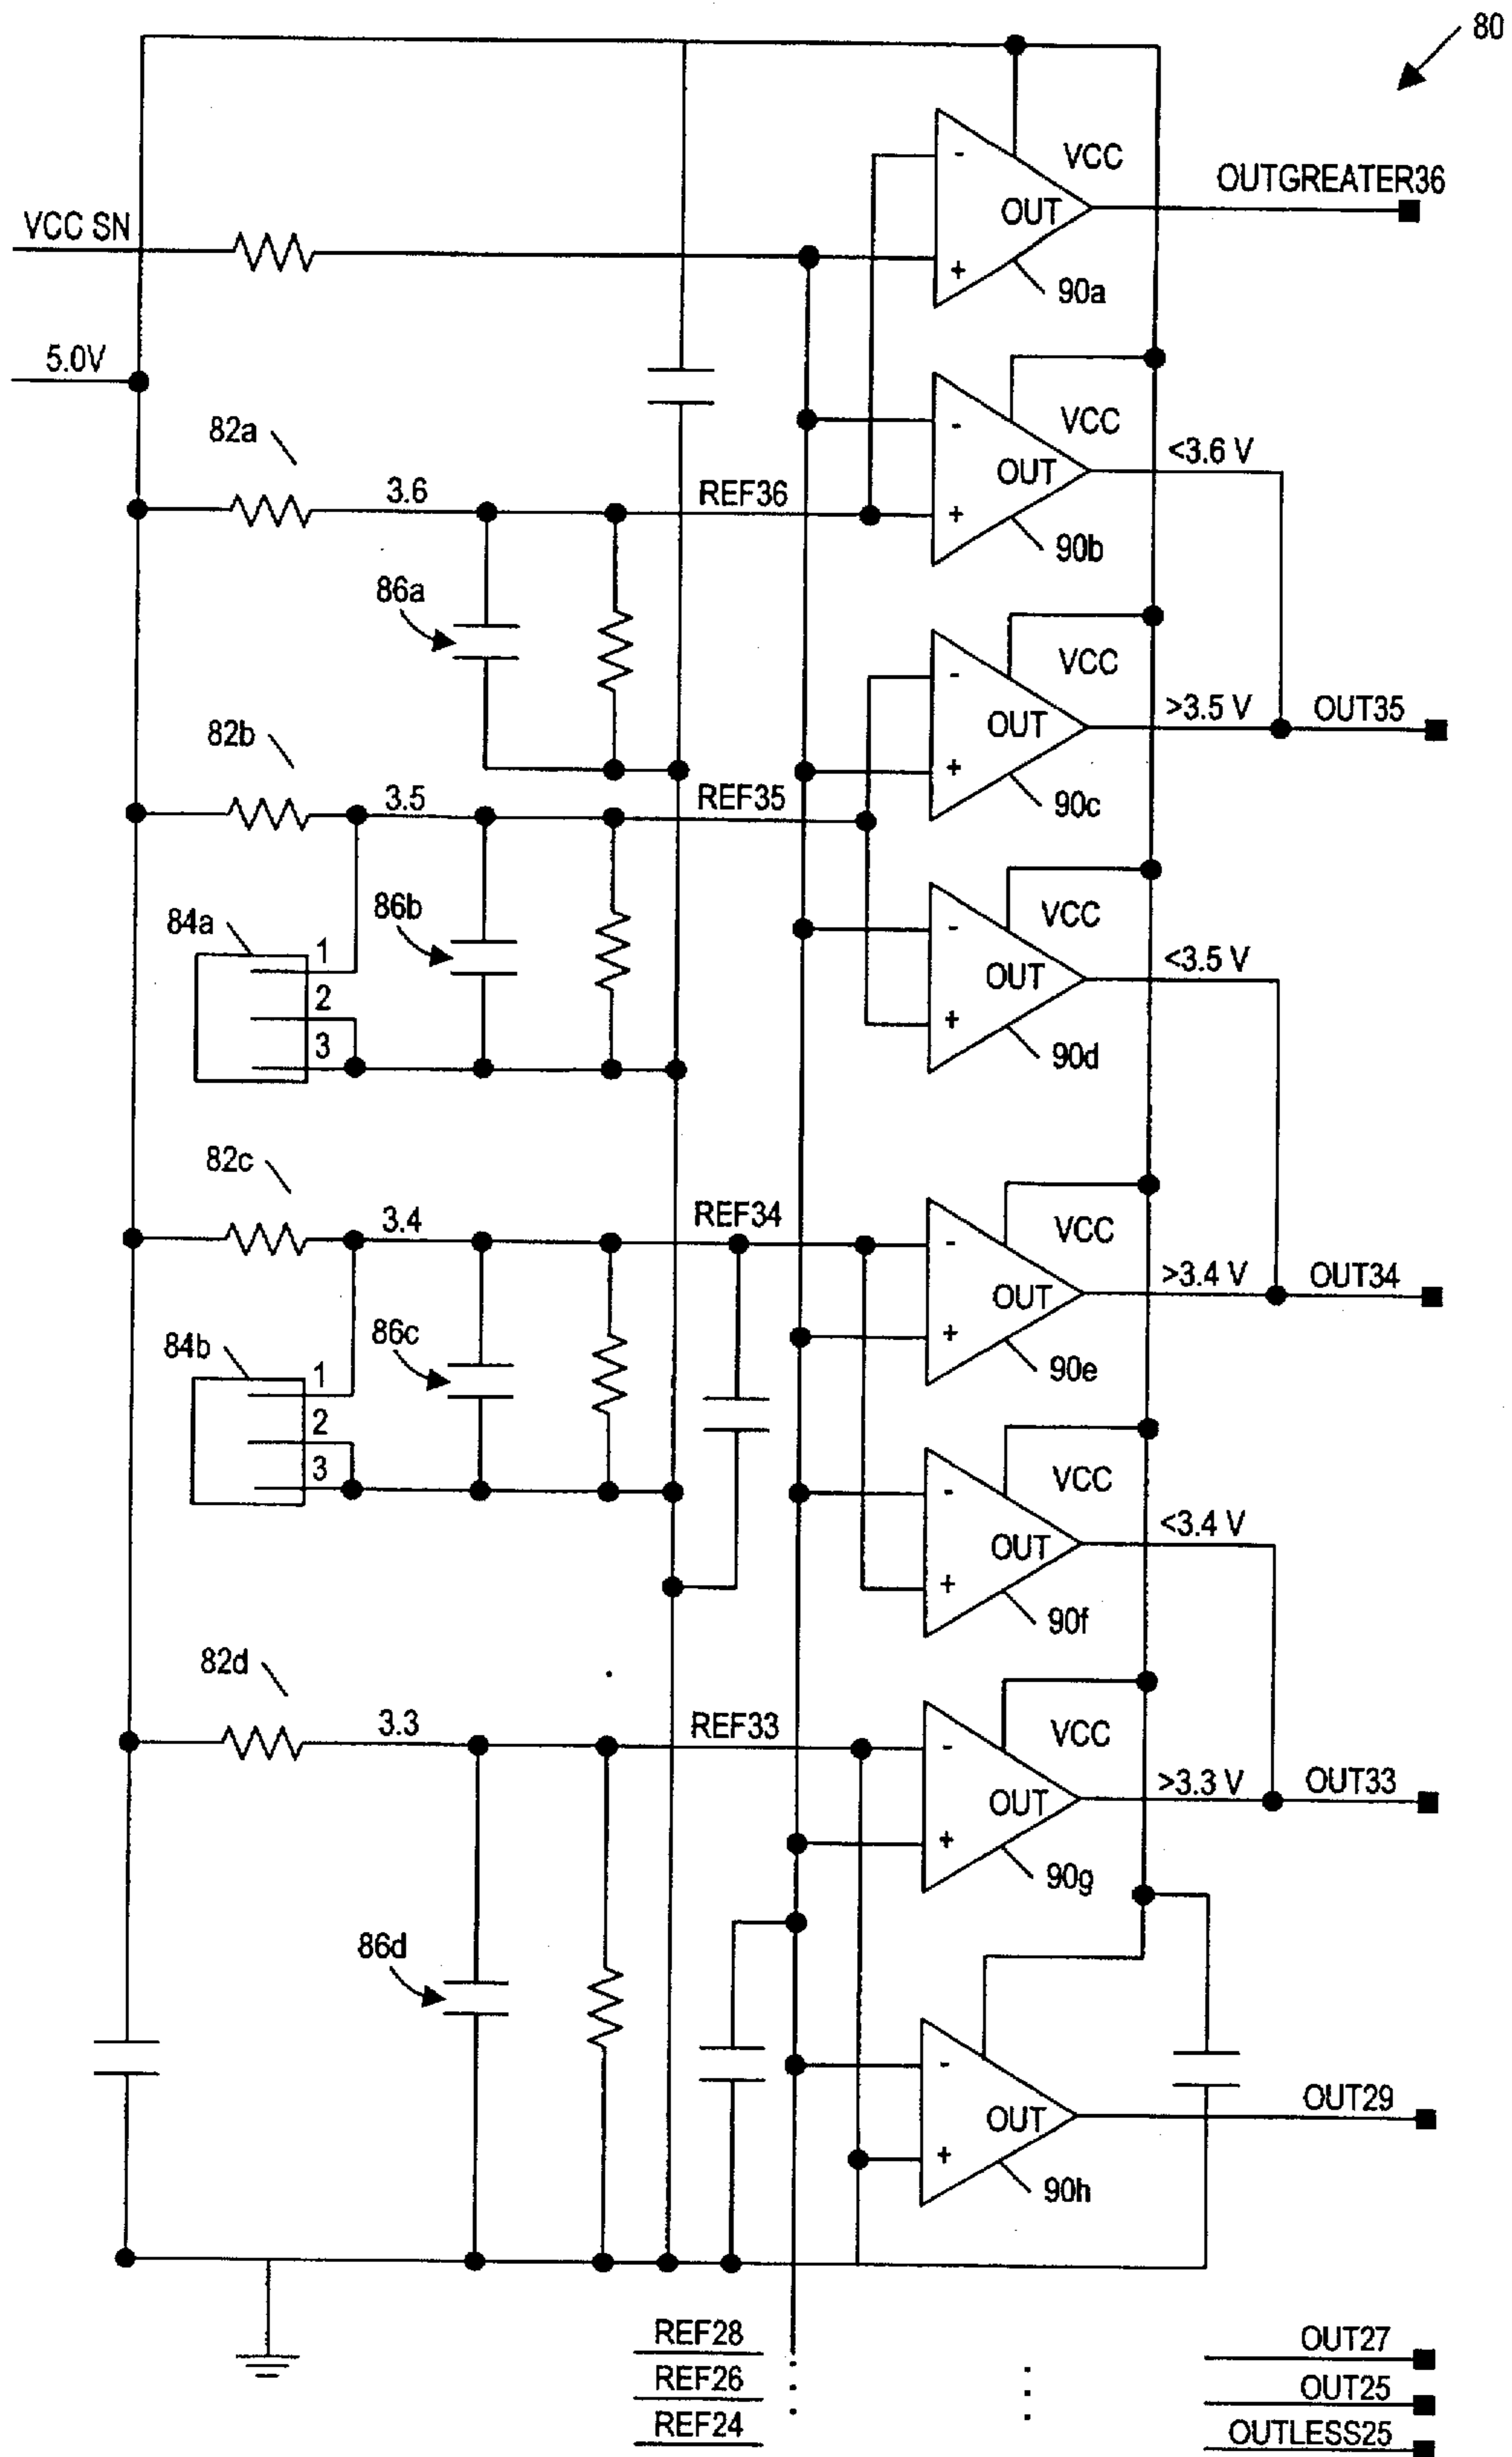 80
VCC
OUTGREATER36
VCC SN
-
OUT
+
90a
5.0V
82a
-
VCC
<3.6 V
3.6
REF36
OUT
+
90b
86a
-
VCC
82b
>3.5 V
OUT35
OUT
3.5
REF35
+
90c
84a
86b
-
VCC
1
<3.5 V
2
OUT
3
+
90d
82c
3.4
REF34
-
VCC
>3.4 V
OUT34
OUT
84b
86c
+
1
90e
2
3
-
VCC
<3.4 V
OUT
+
90f
82d
3.3
REF33
-
VCC
>3.3 V
OUT33
OUT
+
90g
86d
-
OUT
OUT29
+
90h
REF28
OUT27
REF26
OUT25
REF24
OUTLESS25